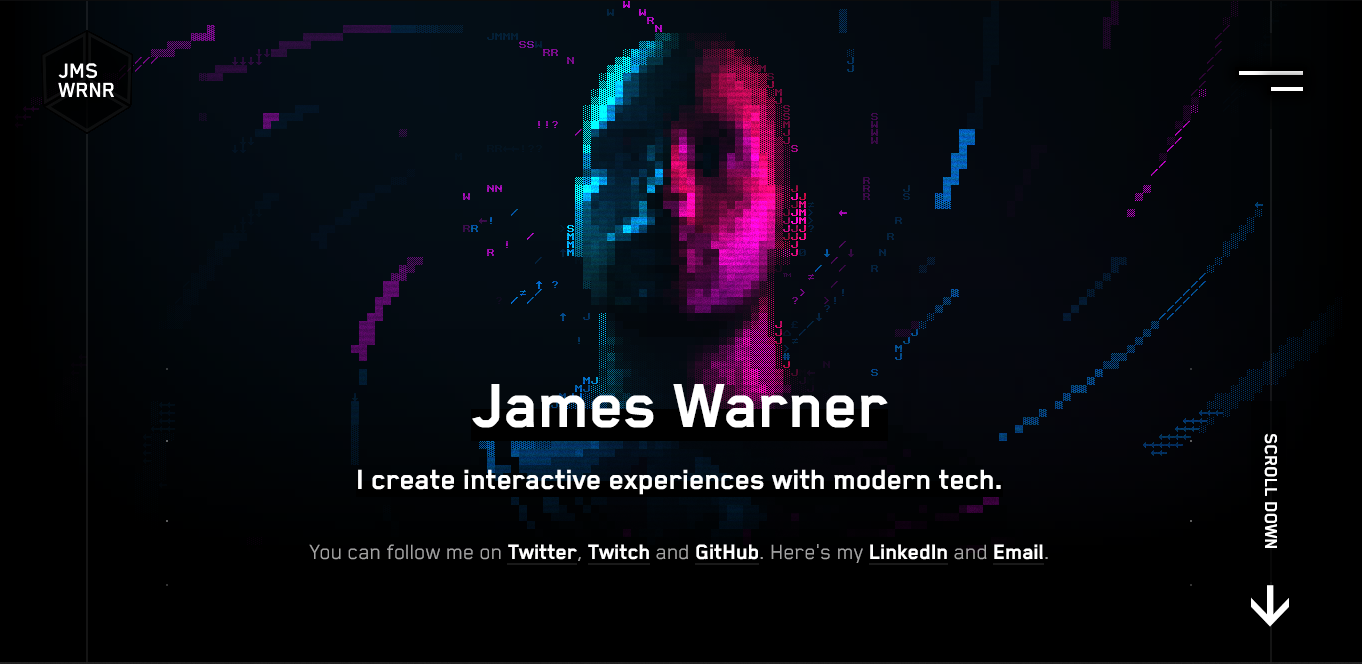 JMS
WRNR
James Warner
I create interactive experiences with modern tech.
You can follow me on Twitter, Twitch and GitHub. Here's my LinkedIn and Email.
SCROLL DOWN